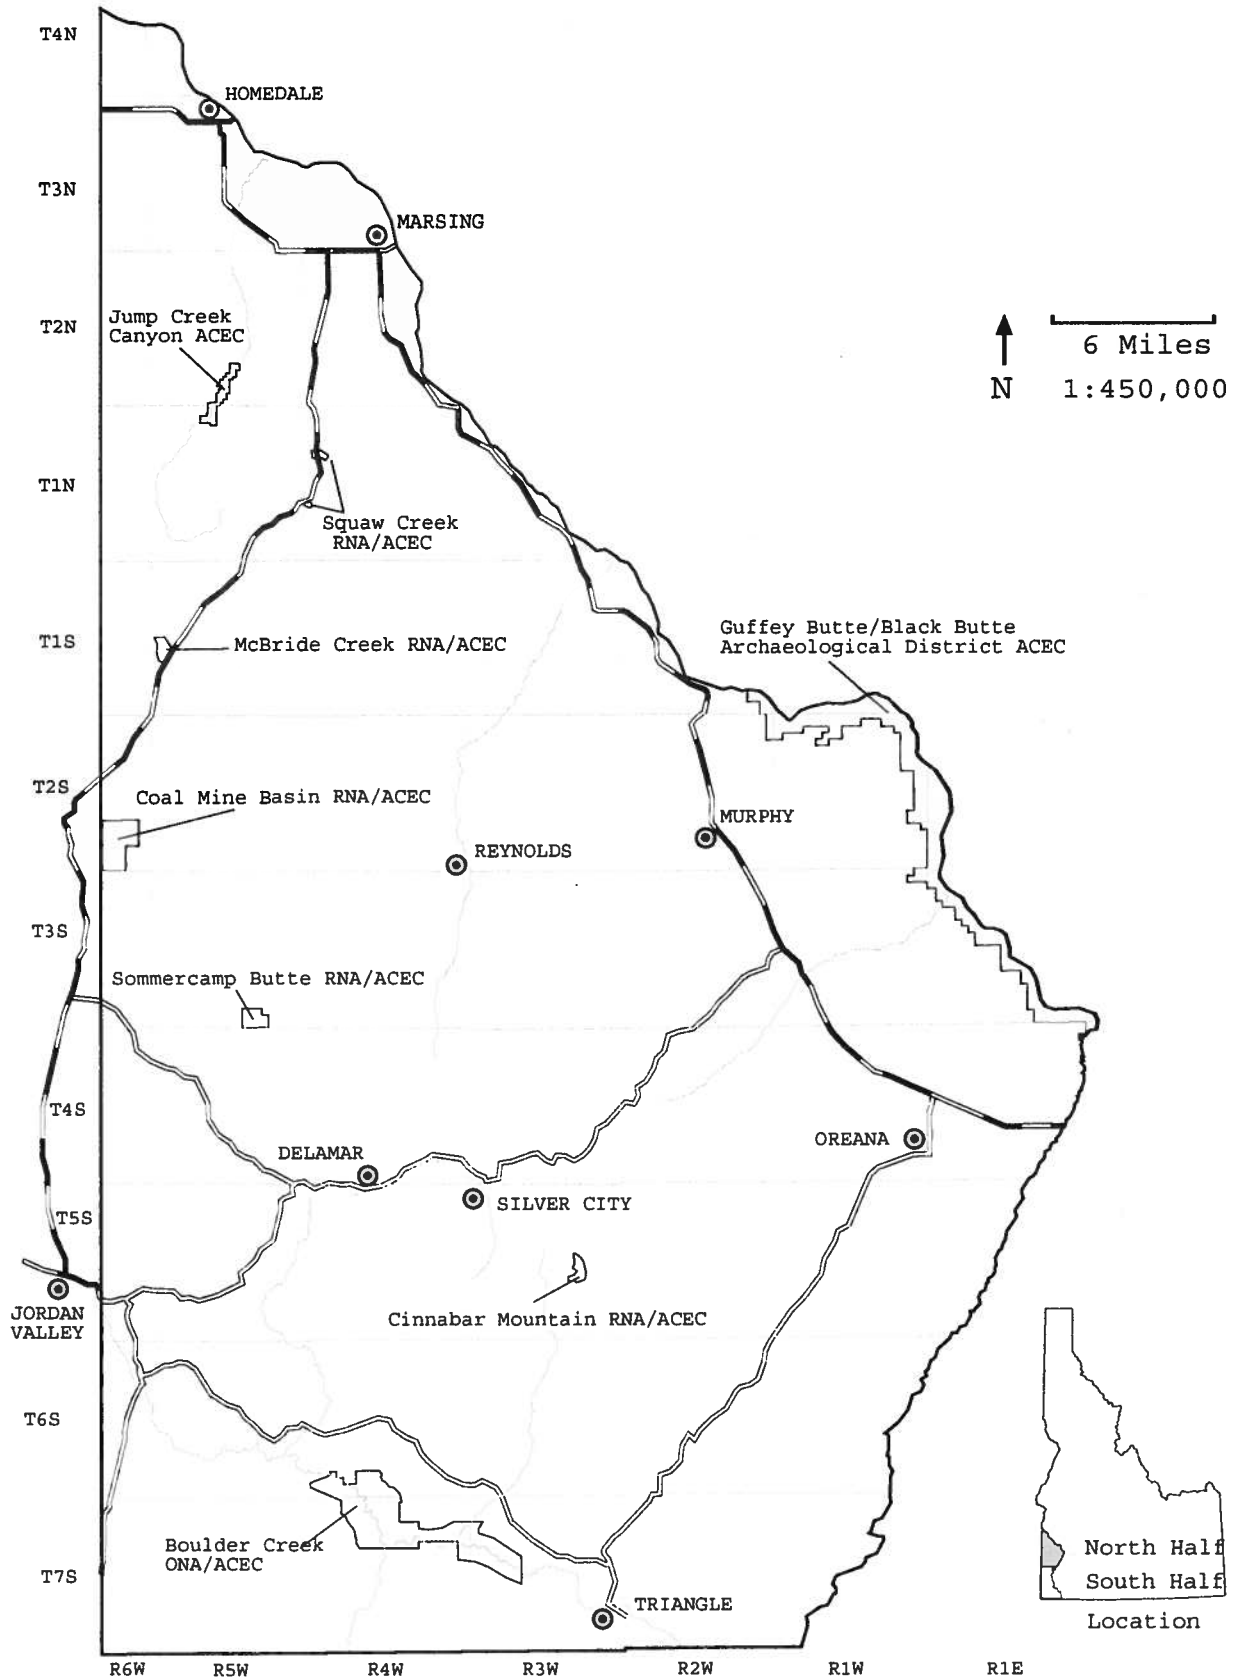 T4N
HOMEDALE
T3N
MARSING
Jump Creek
Canyon ACEC
T2N
6 Miles
N 1:450,000
T1N
Squaw Creek
RNA/ACEC
T1S
McBride Creek RNA/ACEC
Guffey Butte/Black Butte
Archaeological District ACEC
T2S
Coal Mine Basin RNA/ACEC
MURPHY
REYNOLDS
T3S
Sommercamp Butte RNA/ACEC
T4S
OREANA
DELAMAR
SILVER CITY
T5S
JORDAN
VALLEY
Cinnabar Mountain RNA/ACEC
T6S
Boulder Creek
ONA/ACEC
North Half
South Half
Location
T7S
TRIANGLE
R6W R5W R4W R3W R2W R1W R1E